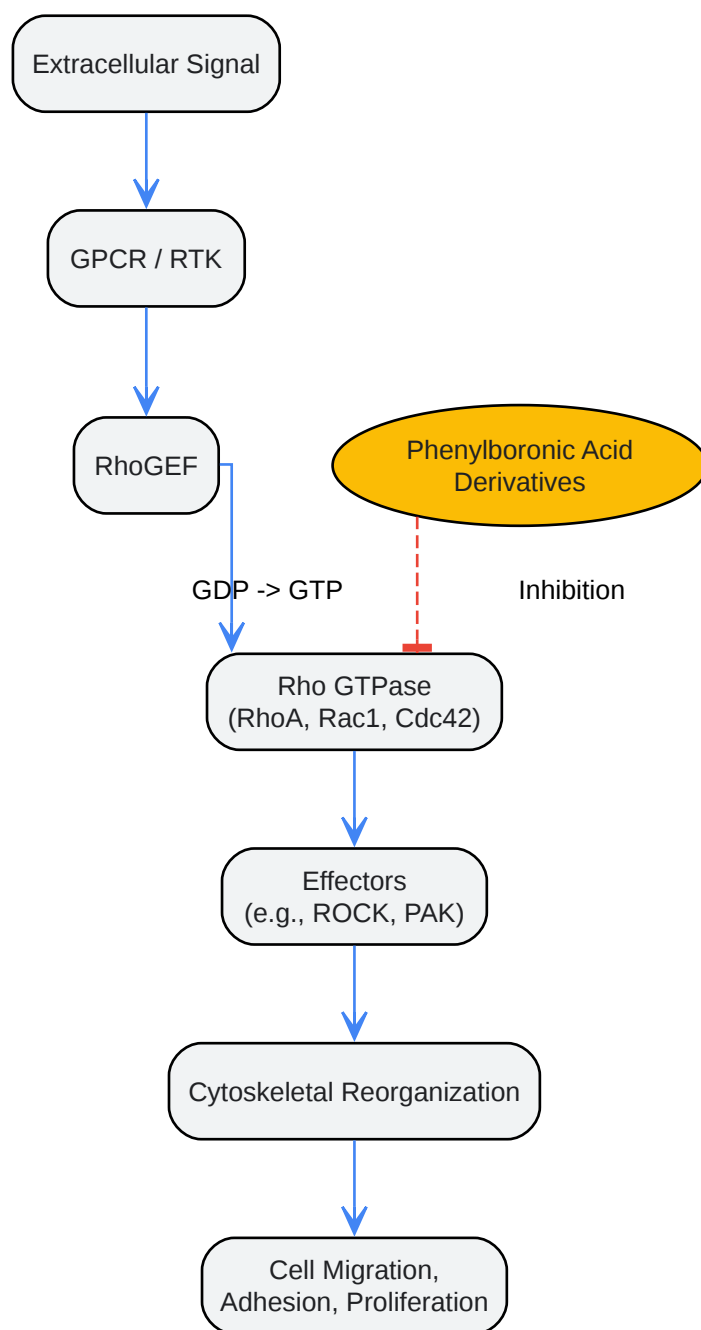 Extracellular Signal
GPCR / RTK
RhoGEF
Phenylboronic Acid
Derivatives
GDP -> GTP
Inhibition
Rho GTPase
(RhoA, Rac1, Cdc42)
Effectors
(e.g., ROCK, PAK)
Cytoskeletal Reorganization
Cell Migration,
Adhesion, Proliferation